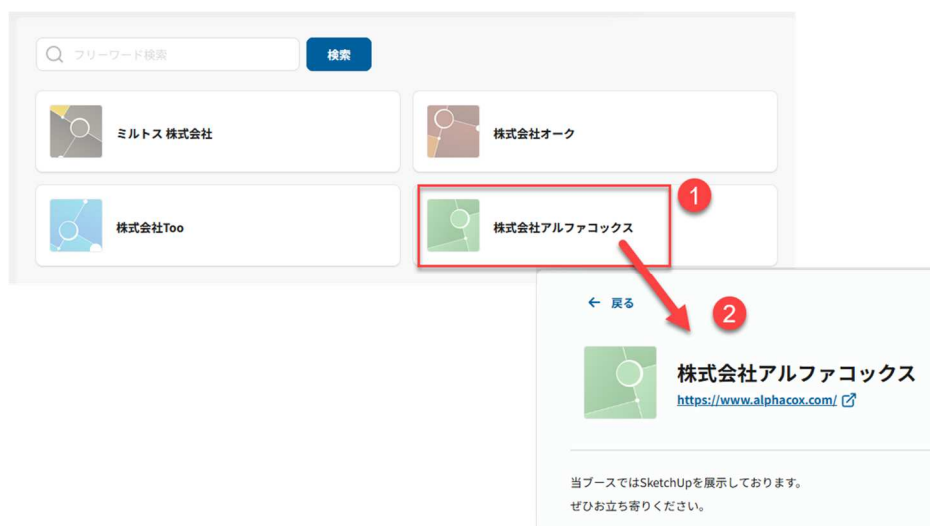 フリーワード検索
検索
ミルトス 株式会社
株式会社オーク
株式会社Too
株式会社アルファコックス
1
戻る
2
株式会社アルファコックス
https://www.alphacox.com/
当ブースではSketchUpを展示しております。
ぜひお立ち寄りください。